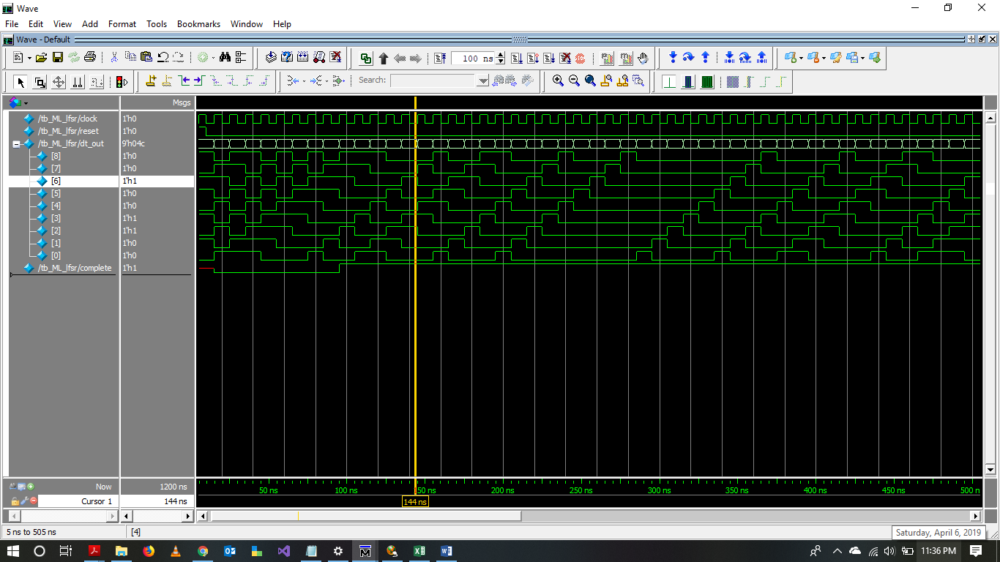 Wave
File Edit View Add Format Tools Bookmarks Window Help
Wave - Default
100 ns
Search:
Msgs
/tb_ML_lfsr/clock 1'h0
/tb_ML_lfsr/reset 1'h0
/tb_ML_lfsr/dt_out 9'h04c
[8] 1'h0
[7] 1'h0
[6] 1'h1
[5] 1'h0
[4] 1'h0
[3] 1'h1
[2] 1'h1
[1] 1'h0
[0] 1'h0
/tb_ML_lfsr/complete 1'h1
Now 1200 ns 50 ns 100 ns 150 ns 200 ns 250 ns 300 ns 350 ns 400 ns 450 ns 500 n
Cursor 1 144 ns 144 ns
5 ns to 505 ns [4]
Saturday, April 6, 2019
11:36 PM